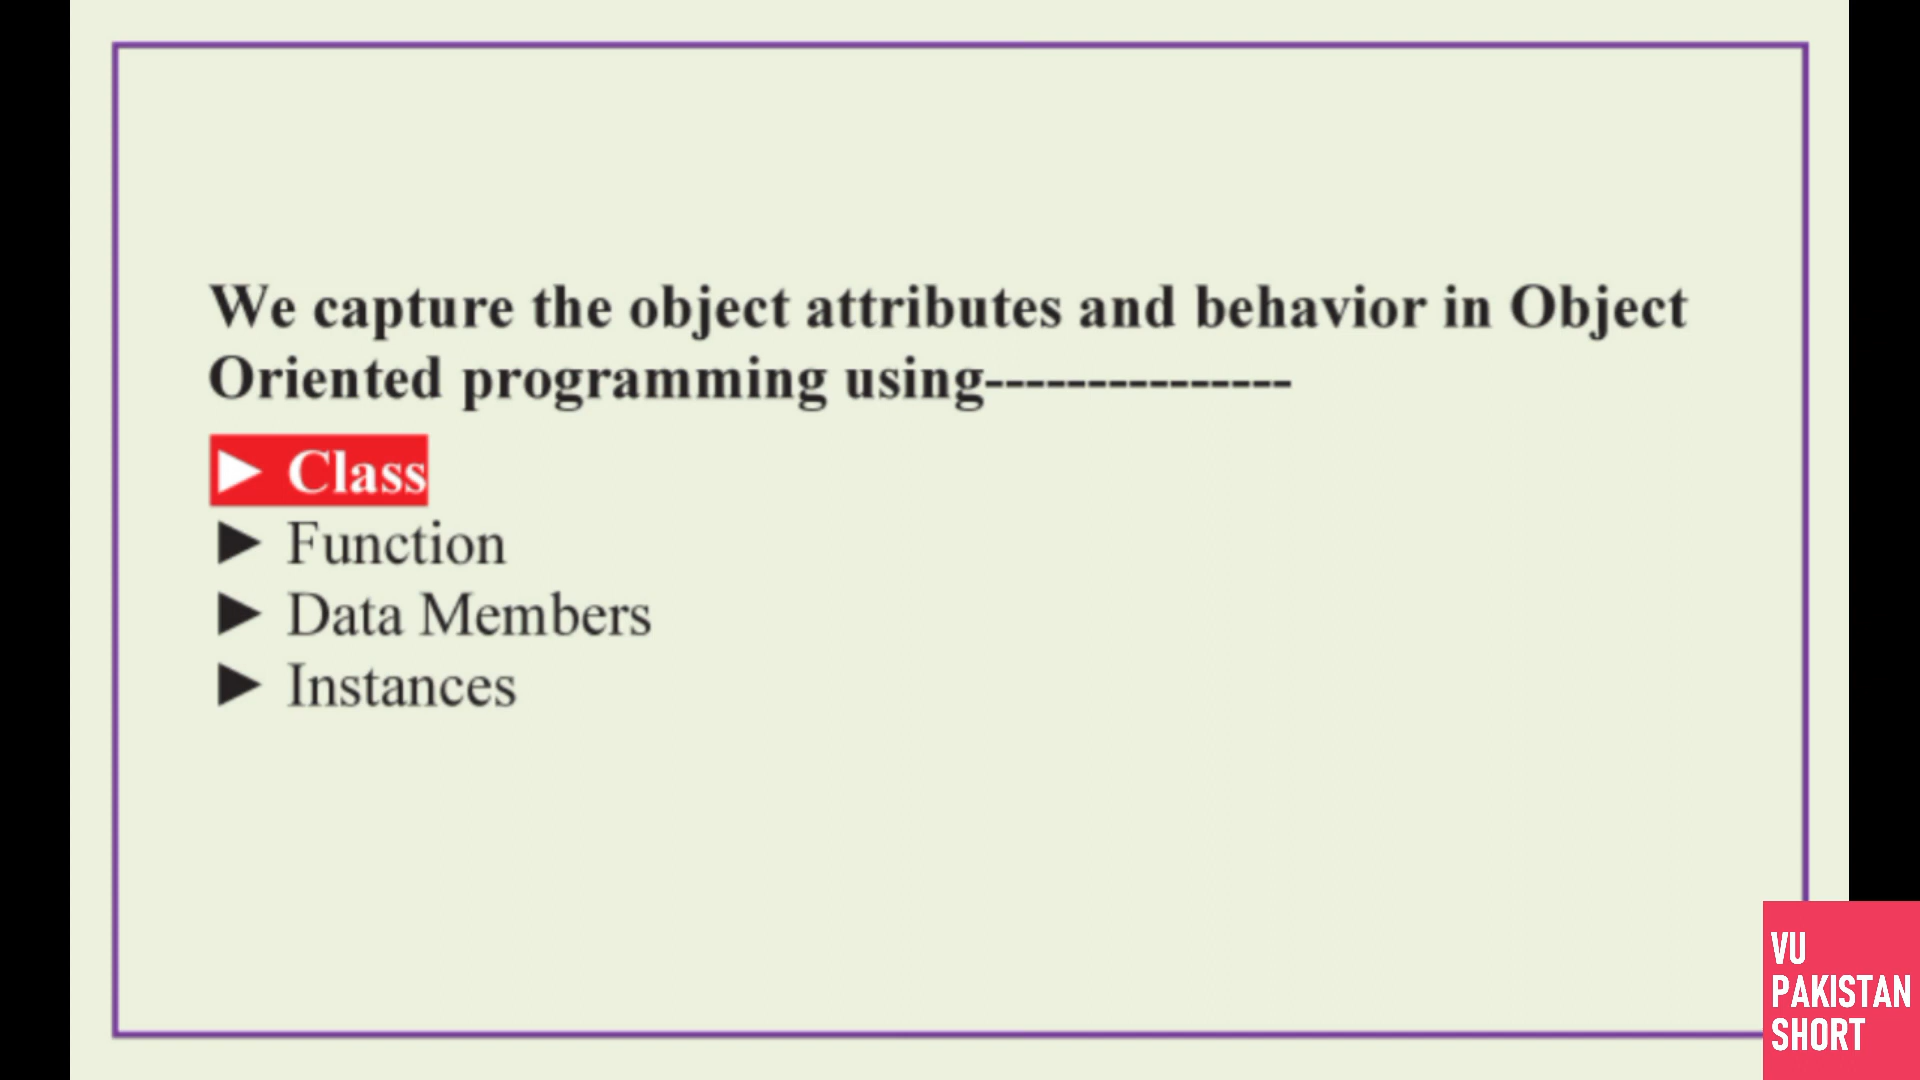 We capture the object attributes and behavior in Object
Oriented programming using---------------
► Class
► Function
► Data Members
► Instances
VU
PAKISTAN
SHORT